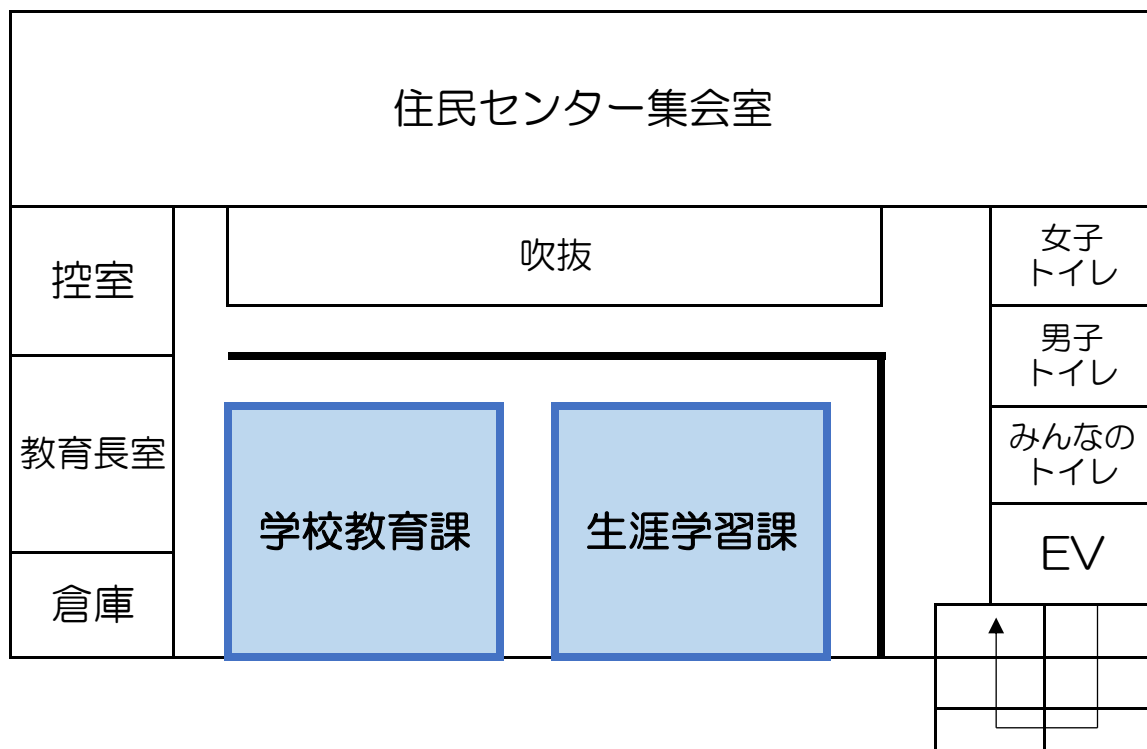 住民センター集会室
控室
吹抜
女子
トイレ
男子
トイレ
教育長室
みんなの
トイレ
学校教育課
生涯学習課
EV
倉庫